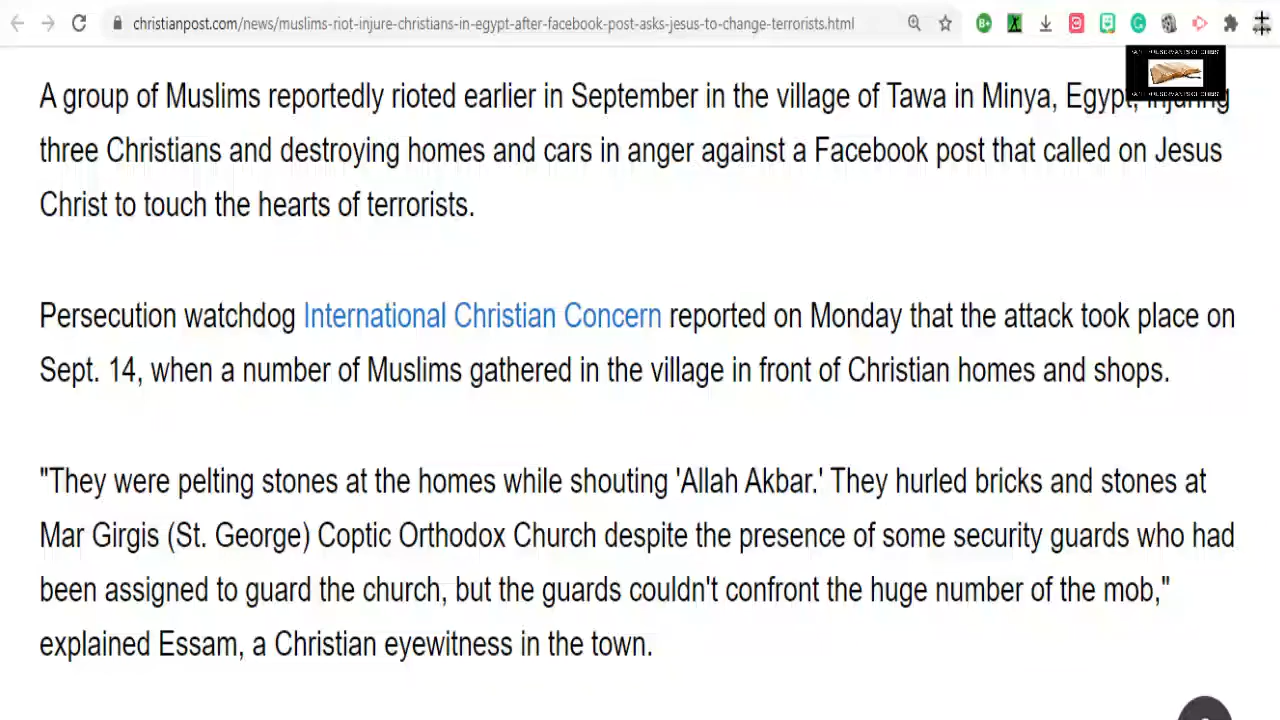 christianpost.com/news/muslims-riot-injure-christians-in-egypt-after-facebook-post-asks-jesus-to-change-terrorists.html
A group of Muslims reportedly rioted earlier in September in the village of Tawa in Minya, Egypt, injuring
three Christians and destroying homes and cars in anger against a Facebook post that called on Jesus
Christ to touch the hearts of terrorists.
Persecution watchdog International Christian Concern reported on Monday that the attack took place on
Sept. 14, when a number of Muslims gathered in the village in front of Christian homes and shops.
"They were pelting stones at the homes while shouting 'Allah Akbar.' They hurled bricks and stones at
Mar Girgis (St. George) Coptic Orthodox Church despite the presence of some security guards who had
been assigned to guard the church, but the guards couldn't confront the huge number of the mob,"
explained Essam, a Christian eyewitness in the town.